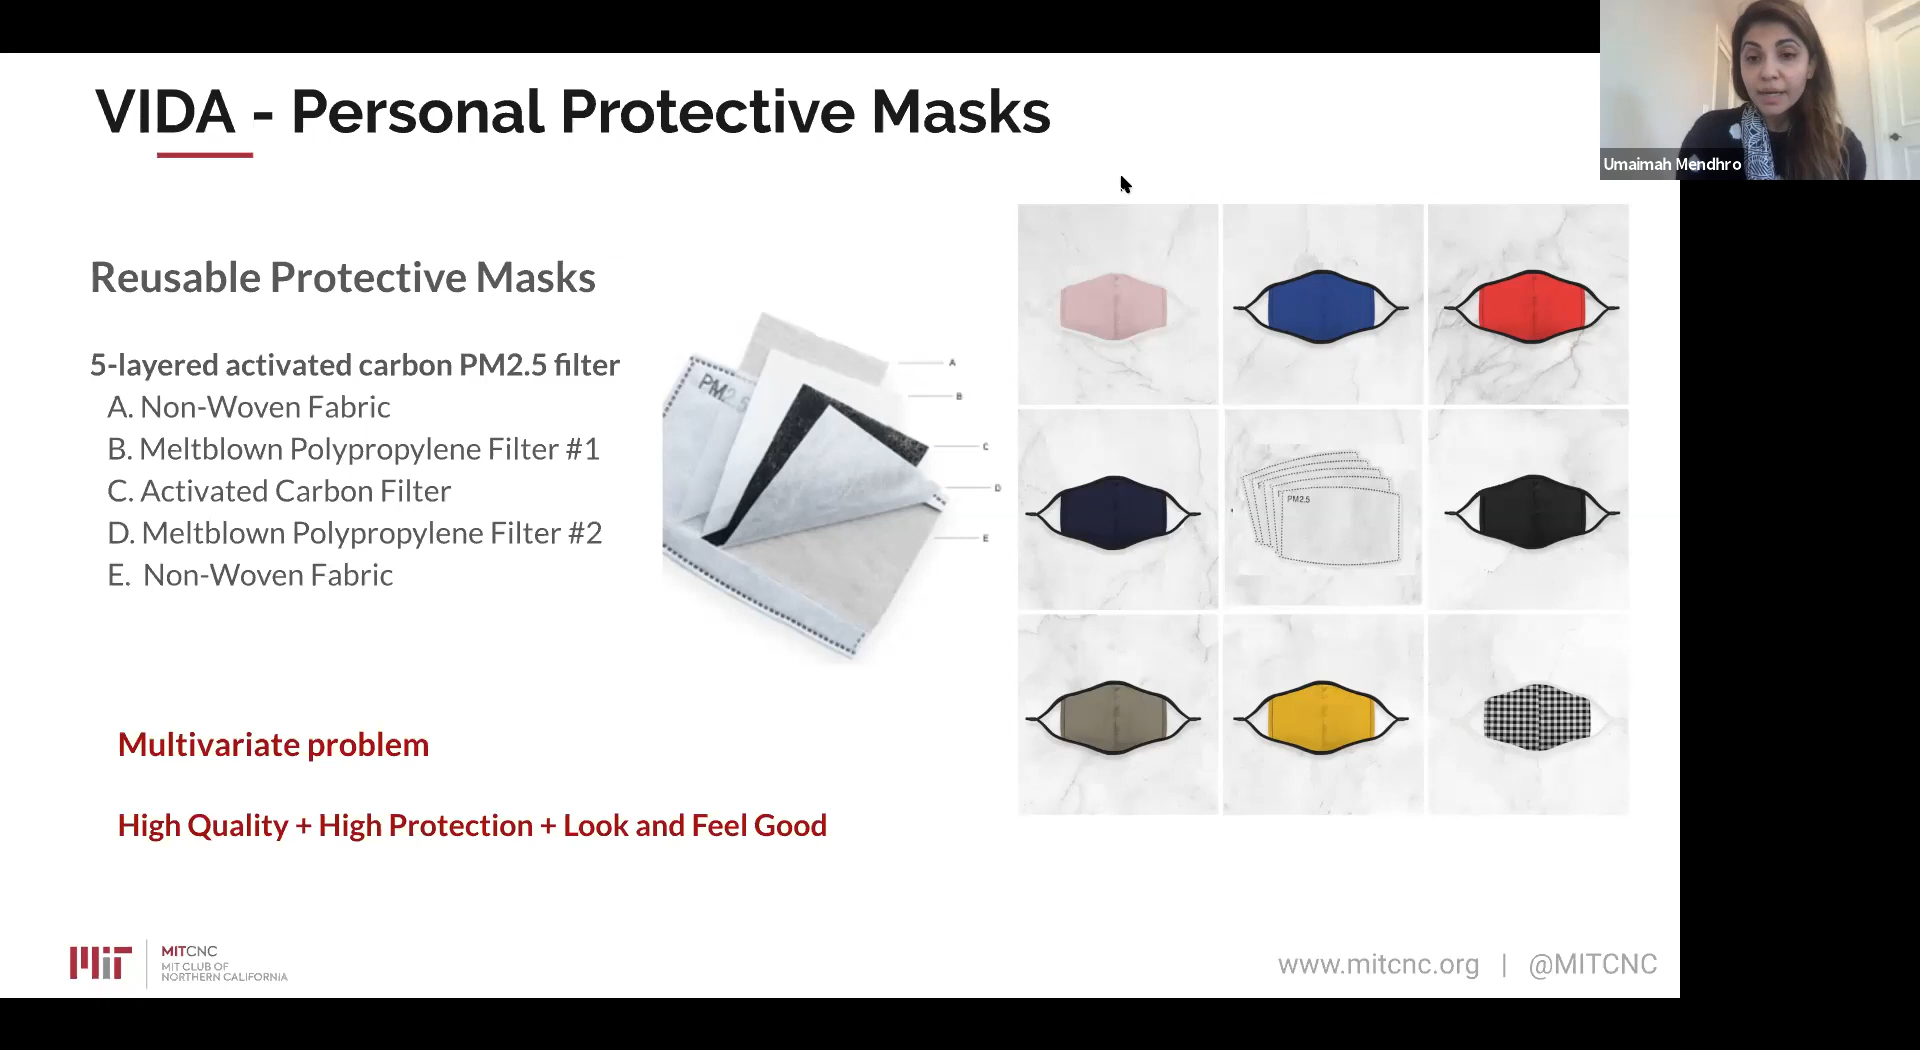 VIDA - Personal Protective Masks
Umaimah Mendhro
Reusable Protective Masks
5-layered activated carbon PM2.5 filter
A. Non-Woven Fabric
B. Meltblown Polypropylene Filter #1
C. Activated Carbon Filter
D. Meltblown Polypropylene Filter #2
E. Non-Woven Fabric
PM2.5
A
B
C
D
E
PM2.5
Multivariate problem
High Quality + High Protection + Look and Feel Good
MIT
MITCNC
MIT CLUB OF
NORTHERN CALIFORNIA
www.mitcnc.org | @MITCNC